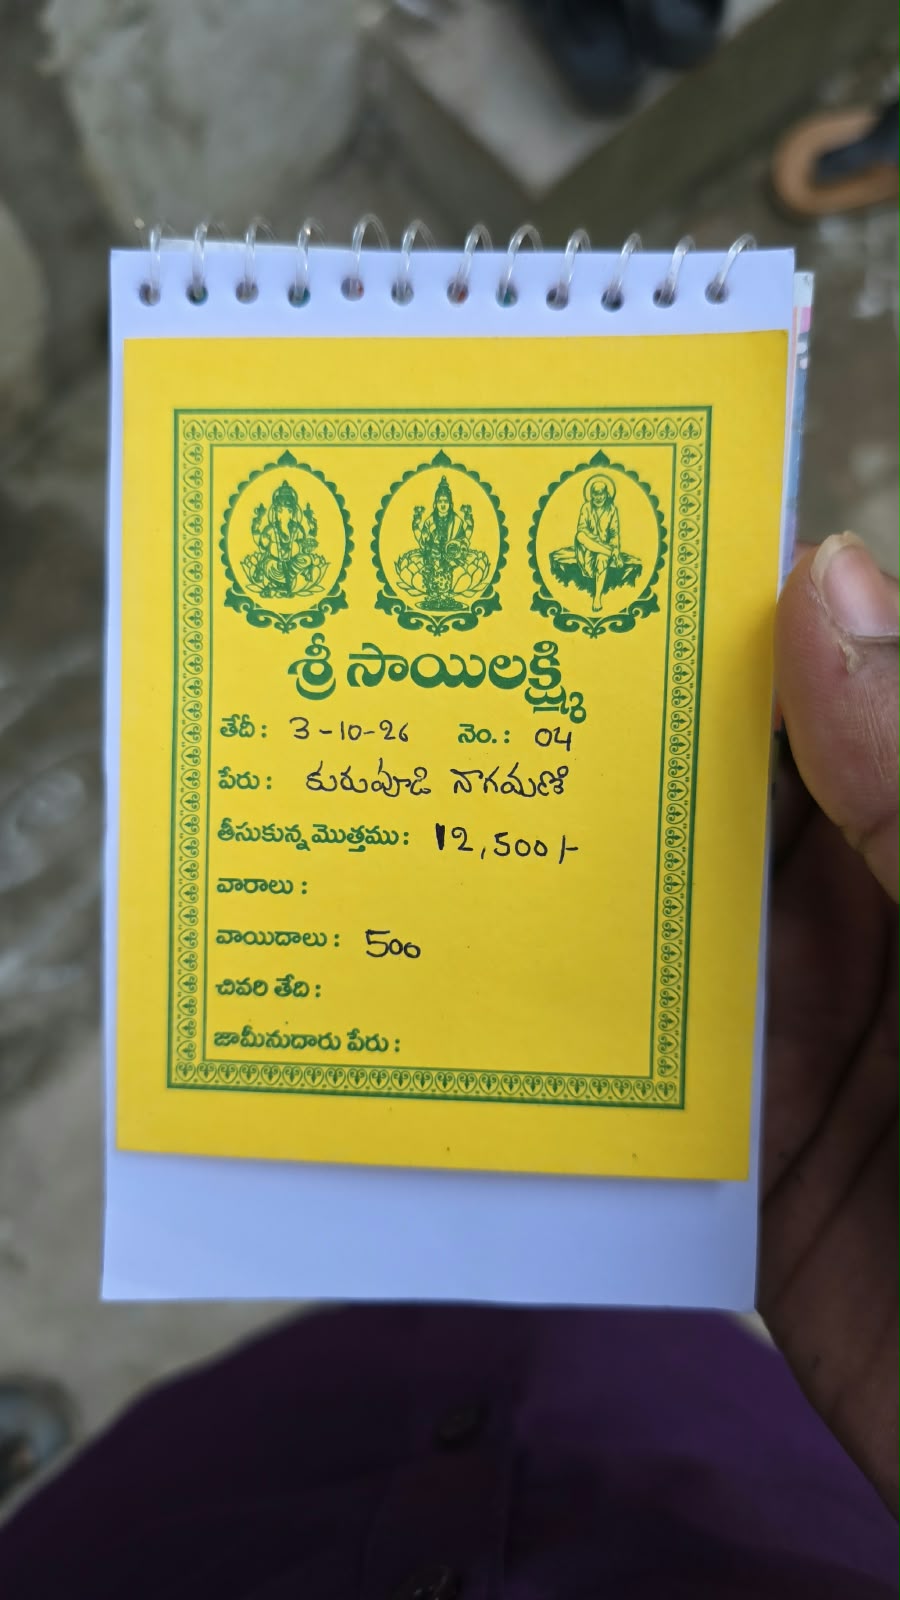 శ్రీ సాయిలక్ష్మి
తేదీ : 3-10-26 నెం. : 04
పేరు : కురుపూడి నాగమణి
తీసుకున్న మొత్తము : 12,500/-
వారాలు :
వాయిదాలు : 500
చివరి తేది :
జామీనుదారు పేరు :